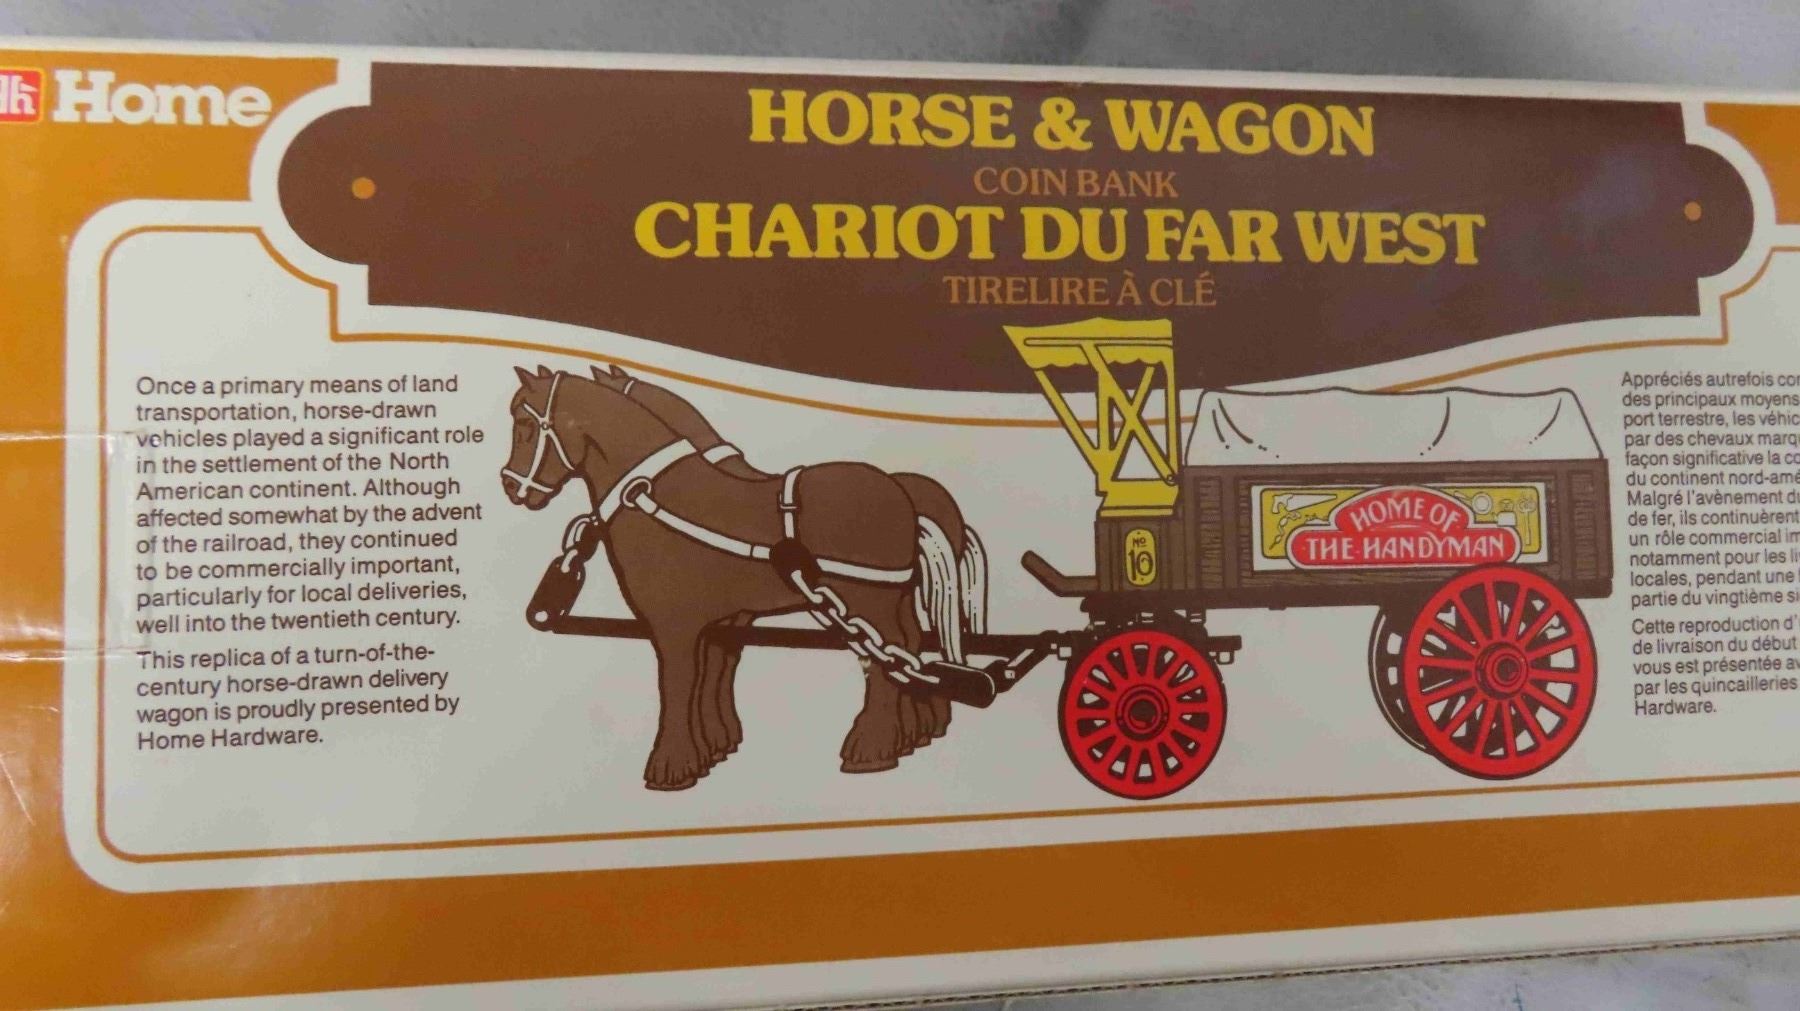 Home
HORSE & WAGON
COIN BANK
CHARIOT DU FAR WEST
TIRELIRE À CLÉ
Once a primary means of land
transportation, horse-drawn
vehicles played a significant role
in the settlement of the North
American continent. Although
affected somewhat by the advent
of the railroad, they continued
to be commercially important,
particularly for local deliveries,
well into the twentieth century.
This replica of a turn-of-the-
century horse-drawn delivery
wagon is proudly presented by
Home Hardware.
No
10
HOME OF
THE HANDYMAN
Appréciés autrefois
des principaux moyens
port terrestre, les
par des chevaux
façon significative la
du continent
Malgré l'avènement
de fer, ils continuèrent
un rôle commercial
notamment pour les
locales, pendant une
partie du vingtième
Cette reproduction
de livraison du début
vous est présentée
par les quincailleries
Hardware.